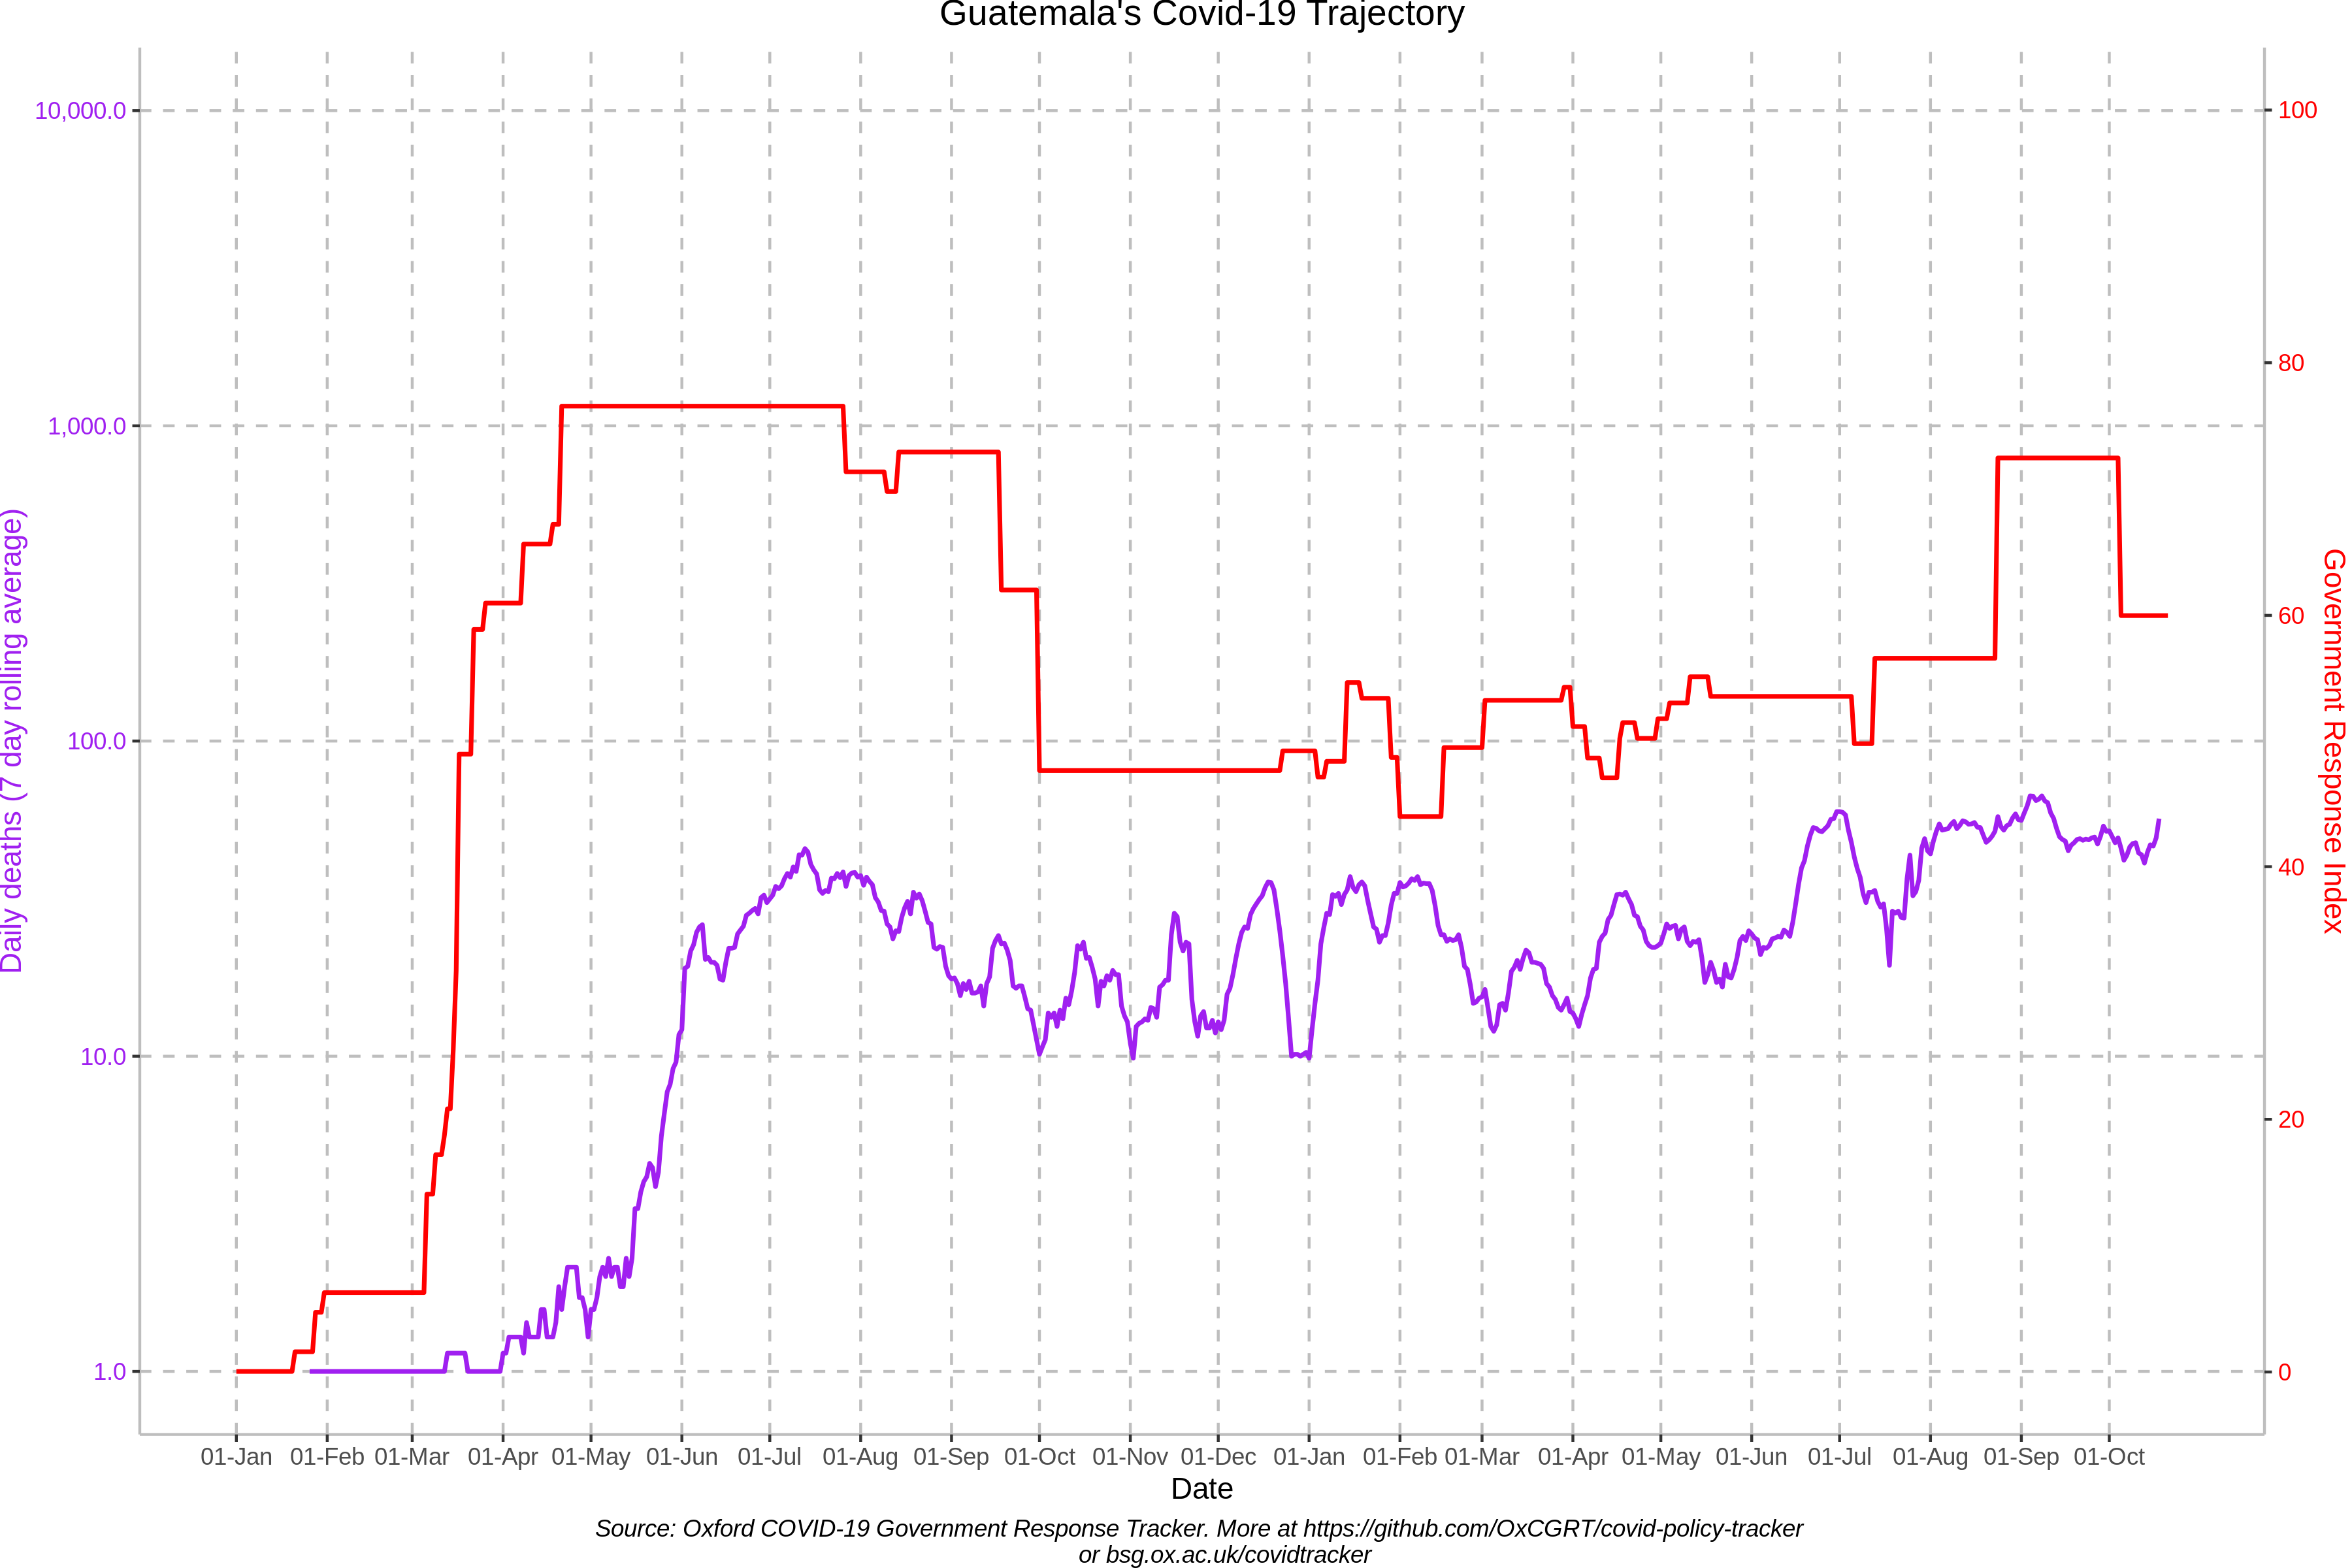 Guatemala's Covid-19 Trajectory
Daily deaths (7 day rolling average)
10,000.0
1,000.0
100.0
10.0
1.0
100
80
60
40
20
0
Government Response Index
01-Jan 01-Feb 01-Mar 01-Apr 01-May 01-Jun 01-Jul 01-Aug 01-Sep 01-Oct 01-Nov 01-Dec 01-Jan 01-Feb 01-Mar 01-Apr 01-May 01-Jun 01-Jul 01-Aug 01-Sep 01-Oct
Date
Source: Oxford COVID-19 Government Response Tracker. More at https://github.com/OxCGRT/covid-policy-tracker
or bsg.ox.ac.uk/covidtracker